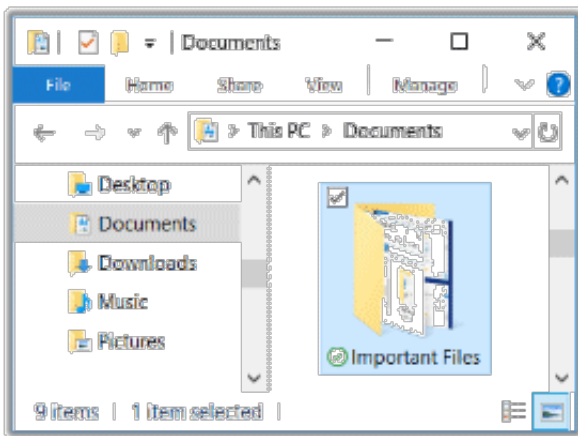 Documents
File Home Share View Manage
This PC Documents
Desktop
Documents
Downloads
Music
Pictures
Important Files
9 items 1 item selected